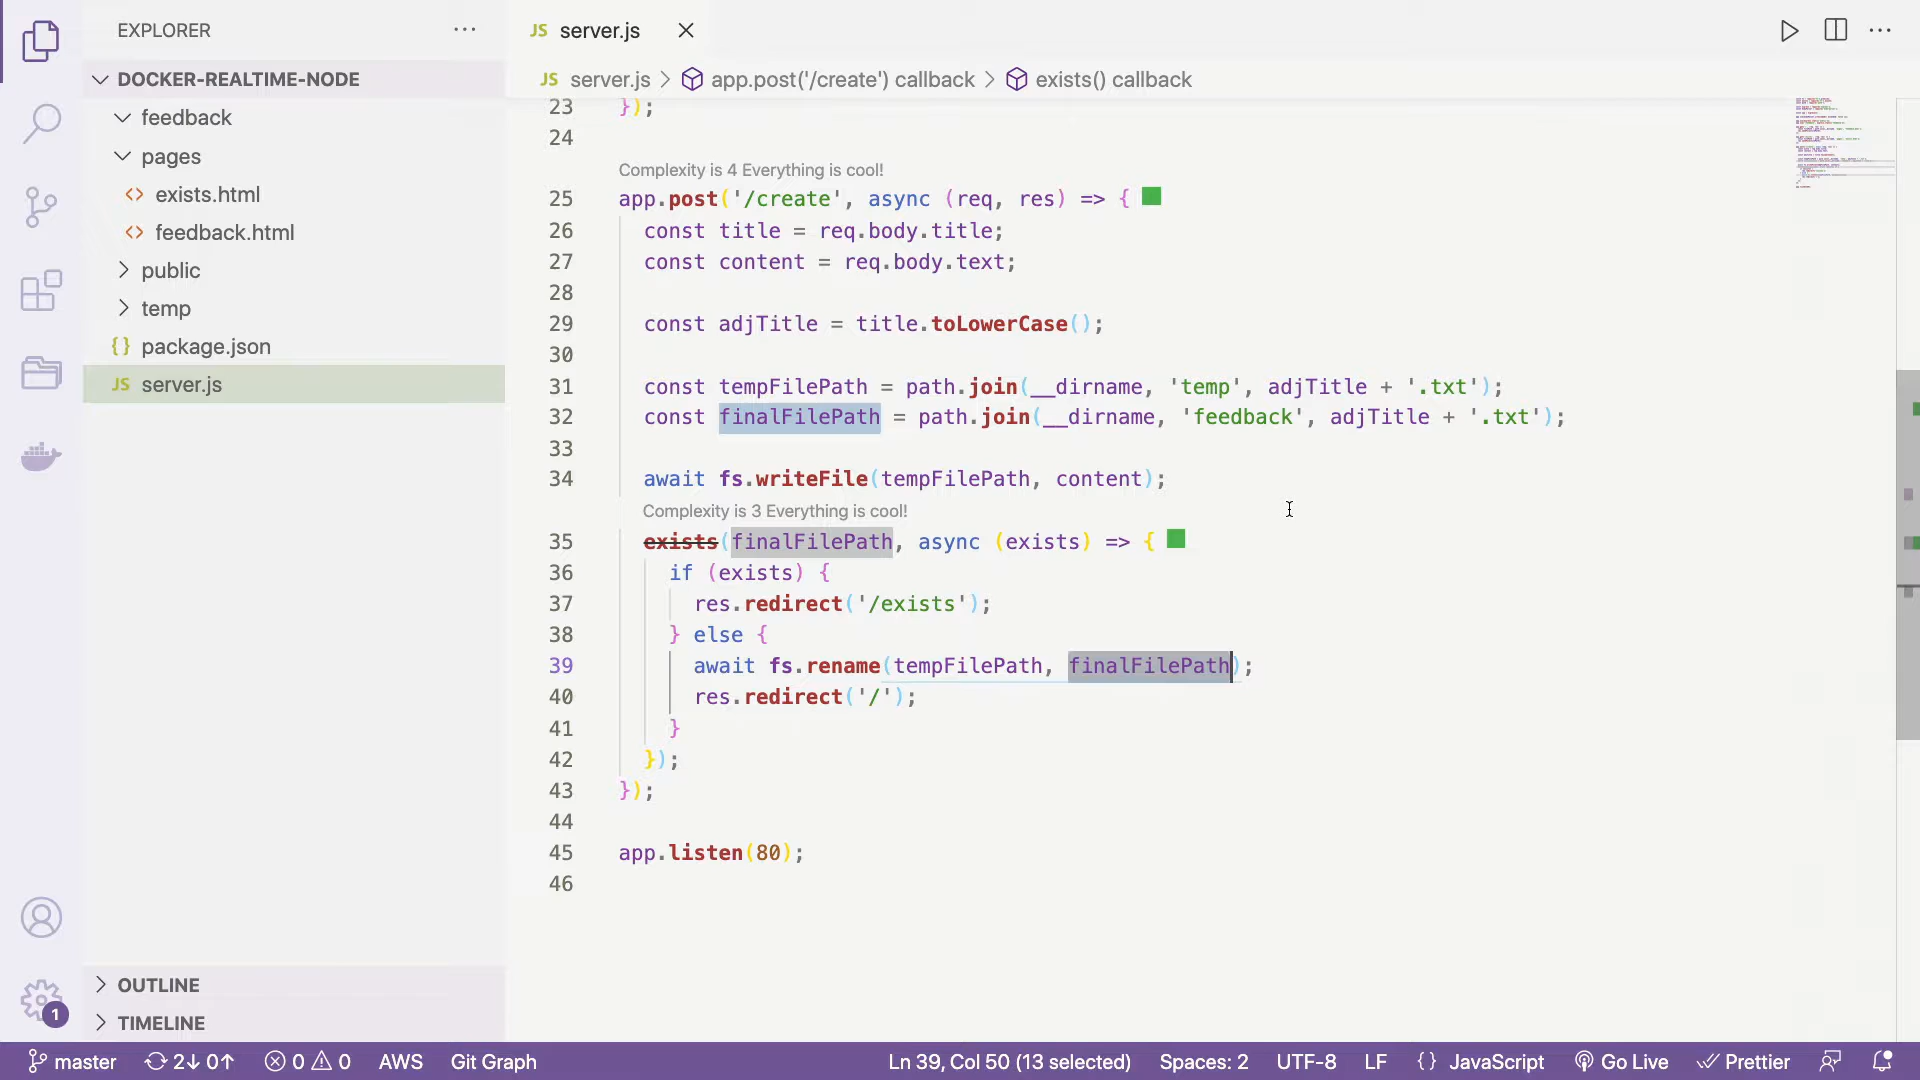 EXPLORER
DOCKER-REALTIME-NODE
feedback
pages
<> exists.html
<> feedback.html
public
temp
{} package.json
JS server.js
OUTLINE
TIMELINE
1
JS server.js
JS server.js > app.post('/create') callback > exists() callback
23 });
24
Complexity is 4 Everything is cool!
25 app.post('/create', async (req, res) => {
26 const title = req.body.title;
27 const content = req.body.text;
28
29 const adjTitle = title.toLowerCase();
30
31 const tempFilePath = path.join(__dirname, 'temp', adjTitle + '.txt');
32 const finalFilePath = path.join(__dirname, 'feedback', adjTitle + '.txt');
33
34 await fs.writeFile(tempFilePath, content);
Complexity is 3 Everything is cool!
35 exists(finalFilePath, async (exists) => {
36 if (exists) {
37 res.redirect('/exists');
38 } else {
39 await fs.rename(tempFilePath, finalFilePath);
40 res.redirect('/');
41 }
42 });
43 });
44
45 app.listen(80);
46
master 2↓ 0↑ 0 0 AWS Git Graph Ln 39, Col 50 (13 selected) Spaces: 2 UTF-8 LF {} JavaScript Go Live Prettier